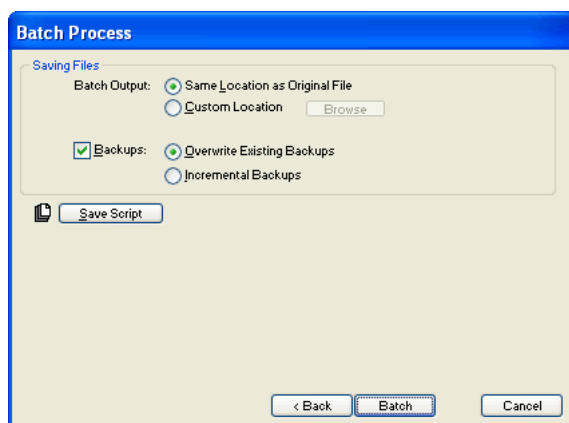 Batch Process
Saving Files
Batch Output: Same Location as Original File
Custom Location Browse
Backups: Overwrite Existing Backups
Incremental Backups
Save Script
< Back Batch Cancel